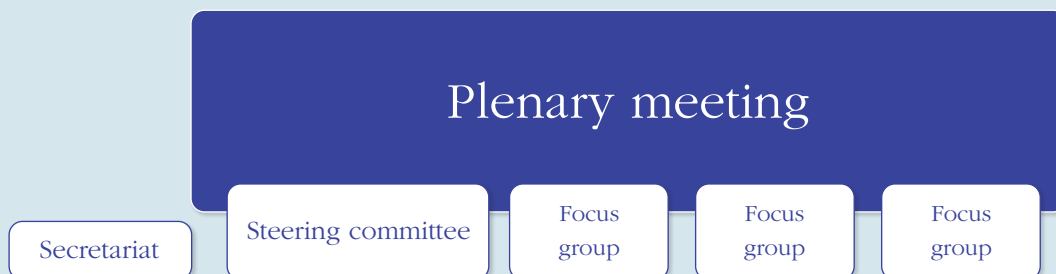 Plenary meeting
Steering committee
Focus
group
Focus
group
Focus
group
Secretariat